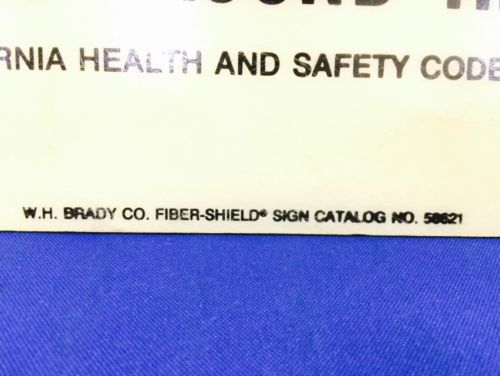 RNIA HEALTH AND SAFETY CODE
W.H. BRADY CO. FIBER-SHIELD® SIGN CATALOG NO. 58621